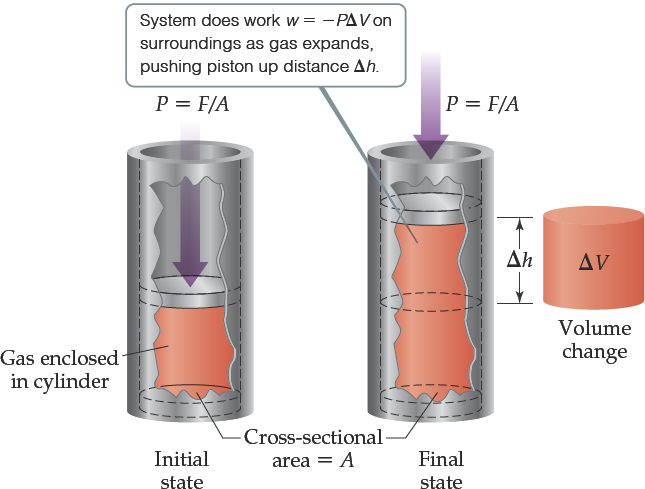 System does work w = −PΔV on
surroundings as gas expands,
pushing piston up distance Δh.
P = F/A
P = F/A
Δh
ΔV
Volume
change
Gas enclosed
in cylinder
Cross-sectional
area = A
Initial
state
Final
state